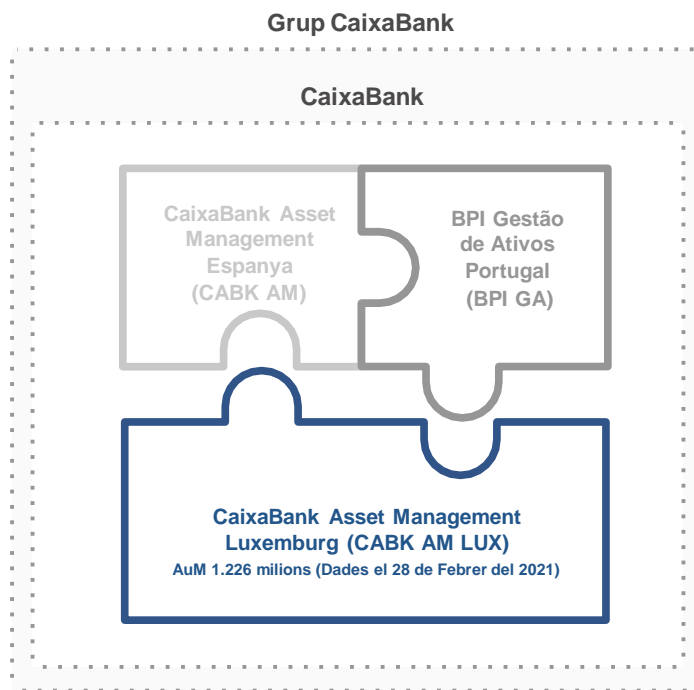 Grup CaixaBank
CaixaBank
CaixaBank Asset
Management
Espanya
(CABK AM)
BPI Gestão
de Ativos
Portugal
(BPI GA)
CaixaBank Asset Management
Luxemburg (CABK AM LUX)
AuM 1.226 milions (Dades el 28 de Febrer del 2021)